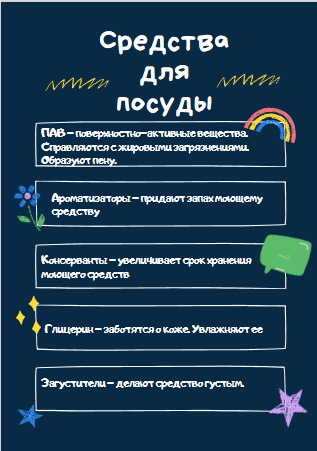 Средства
для
посуды
ПАВ – поверхностно-активные вещества.
Справляются с жировыми загрязнениями.
Образуют пену.
Ароматизаторы – придают запах моющему
средству
Консерванты – увеличивает срок хранения
моющего средств
Глицерин – заботятся о коже. Увлажняют ее
Загустители – делают средство густым.